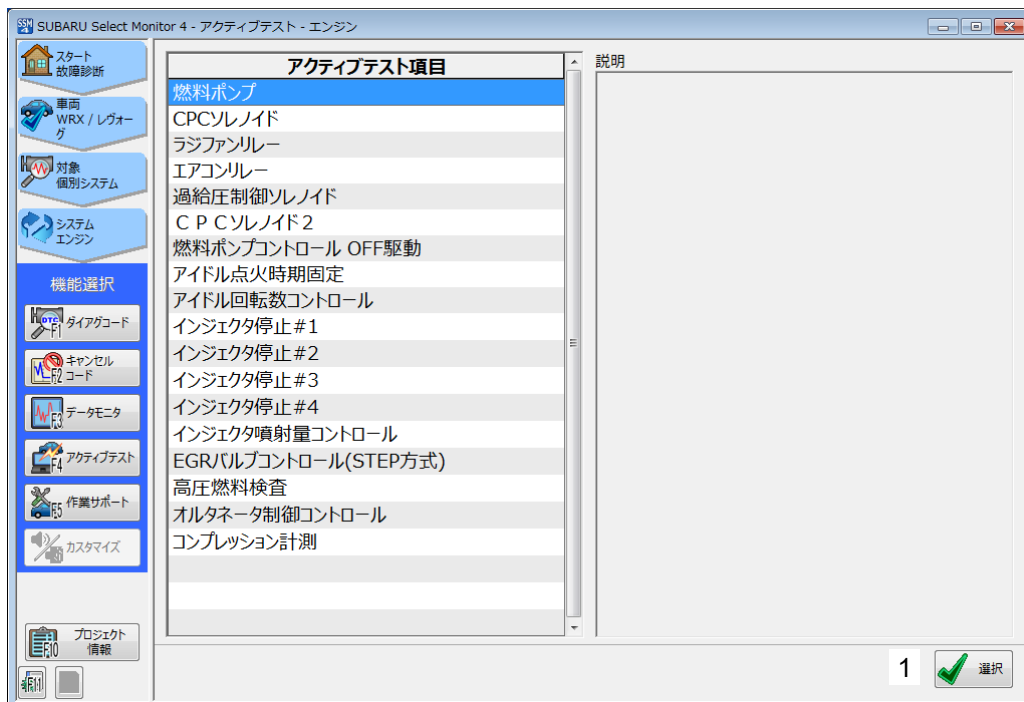 SUBARU Select Monitor 4 - アクティブテスト - エンジン
スタート
故障診断
車両
WRX / レヴォー
グ
対象
個別システム
システム
エンジン
機能選択
DTC
F1
ダイアグコード
F2
キャンセル
コード
F3
データモニタ
F4
アクティブテスト
F5
作業サポート
カスタマイズ
F10
プロジェクト
情報
F11
アクティブテスト項目
燃料ポンプ
CPCソレノイド
ラジファンリレー
エアコンリレー
過給圧制御ソレノイド
ＣＰＣソレノイド２
燃料ポンプコントロール OFF駆動
アイドル点火時期固定
アイドル回転数コントロール
インジェクタ停止#1
インジェクタ停止#2
インジェクタ停止#3
インジェクタ停止#4
インジェクタ噴射量コントロール
EGRバルブコントロール(STEP方式)
高圧燃料検査
オルタネータ制御コントロール
コンプレッション計測
説明
1
選択